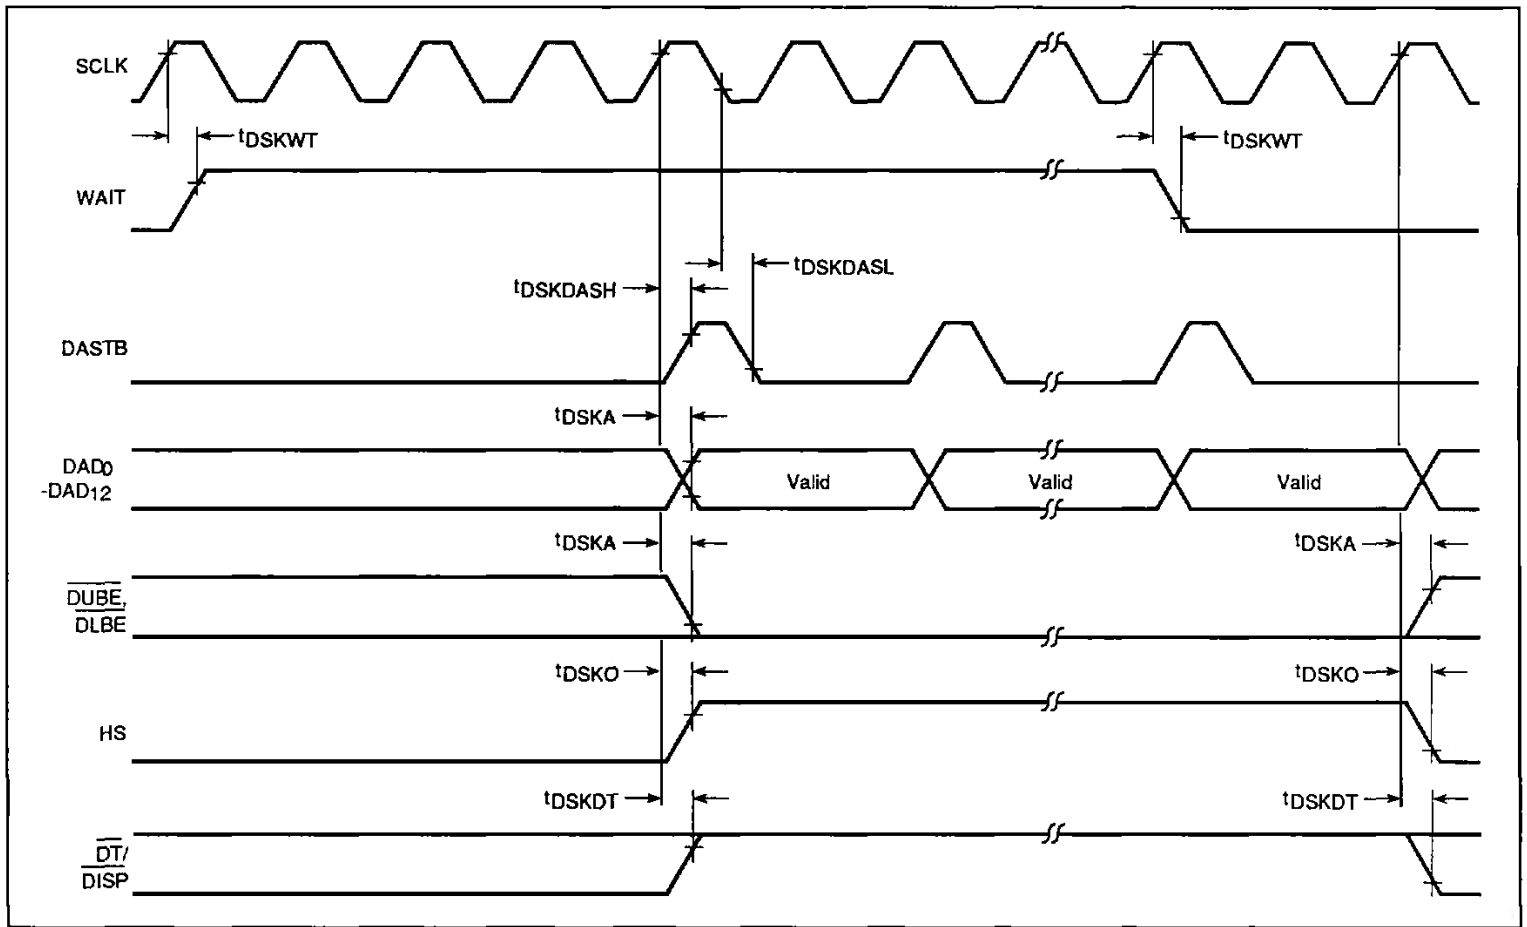 SCLK
tDSKWT
tDSKWT
WAIT
tDSKDASL
tDSKDASH
DASTB
tDSKA
DAD0
-DAD12
Valid
Valid
Valid
tDSKA
tDSKA
DUBE,
DLBE
tDSKO
tDSKO
HS
tDSKDT
tDSKDT
DT/
DISP